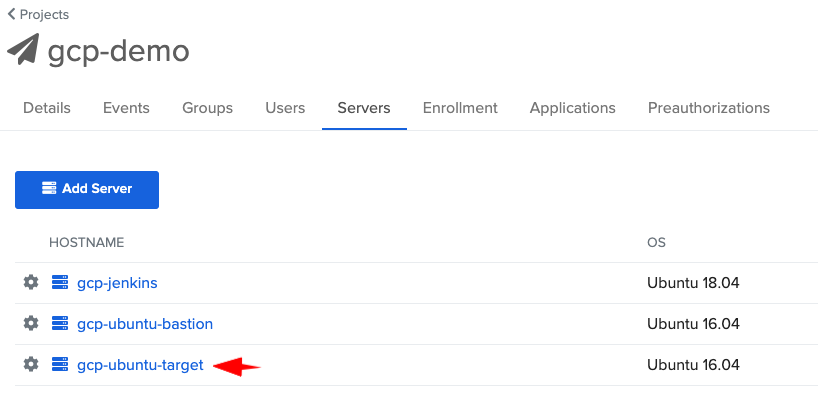 Projects
gcp-demo
Details Events Groups Users Servers Enrollment Applications Preauthorizations
Add Server
HOSTNAME OS
gcp-jenkins Ubuntu 18.04
gcp-ubuntu-bastion Ubuntu 16.04
gcp-ubuntu-target Ubuntu 16.04